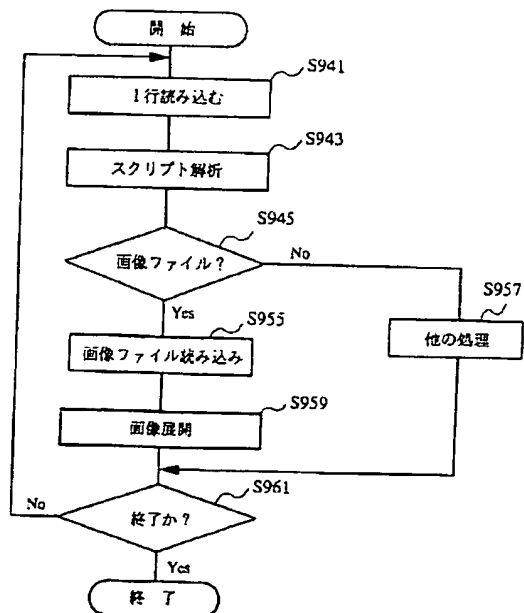 開 始
S941
1行読み込む
S943
スクリプト解析
S945
画像ファイル？
No
Yes
S957
他の処理
S955
画像ファイル読み込み
S959
画像展開
S961
No
終了か？
Yes
終 了